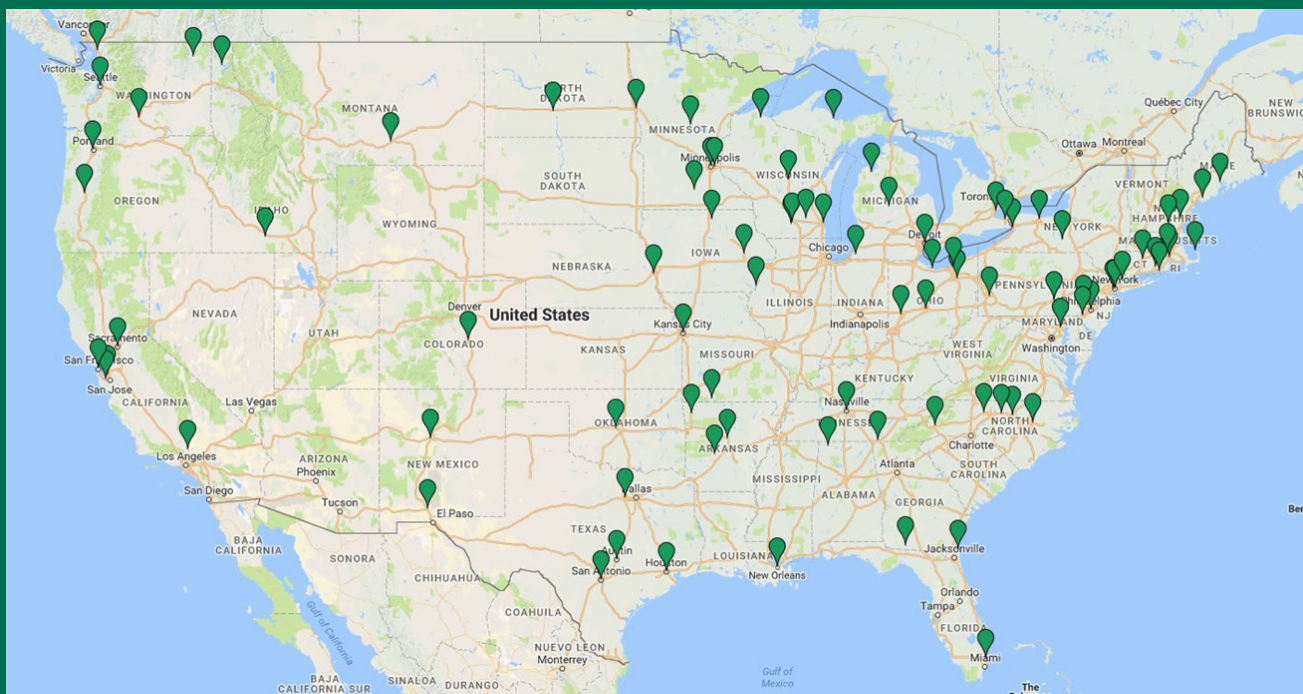 Vancouver
Victoria
Seattle
WASHINGTON
Portland
OREGON
IDAHO
MONTANA
NORTH
DAKOTA
MINNESOTA
Minneapolis
SOUTH
DAKOTA
WISCONSIN
MICHIGAN
Toronto
Ottawa
Montreal
Québec City
NEW
BRUNSWICK
MAINE
VERMONT
NEW YORK
WYOMING
Detroit
Chicago
IOWA
NEBRASKA
NEVADA
UTAH
Denver
COLORADO
United States
Kansas City
KANSAS
MISSOURI
ILLINOIS
INDIANA
Indianapolis
OHIO
PENNSYLVANIA
CT
RI
New York
Philadelphia
NJ
MARYLAND
DE
Washington
WEST
VIRGINIA
VIRGINIA
KENTUCKY
Nashville
TENNESSEE
NORTH
CAROLINA
Charlotte
SOUTH
CAROLINA
Sacramento
San Francisco
San Jose
CALIFORNIA
Las Vegas
Los Angeles
San Diego
ARIZONA
Phoenix
Tucson
NEW MEXICO
El Paso
OKLAHOMA
ARKANSAS
Dallas
TEXAS
Austin
San Antonio
Houston
LOUISIANA
New Orleans
MISSISSIPPI
ALABAMA
Atlanta
GEORGIA
Jacksonville
Orlando
Tampa
FLORIDA
Miami
BAJA
CALIFORNIA
SONORA
CHIHUAHUA
COAHUILA
Gulf of California
NUEVO LEON
Monterrey
BAJA
CALIFORNIA SUR
SINALOA
DURANGO
Gulf of
Mexico
The